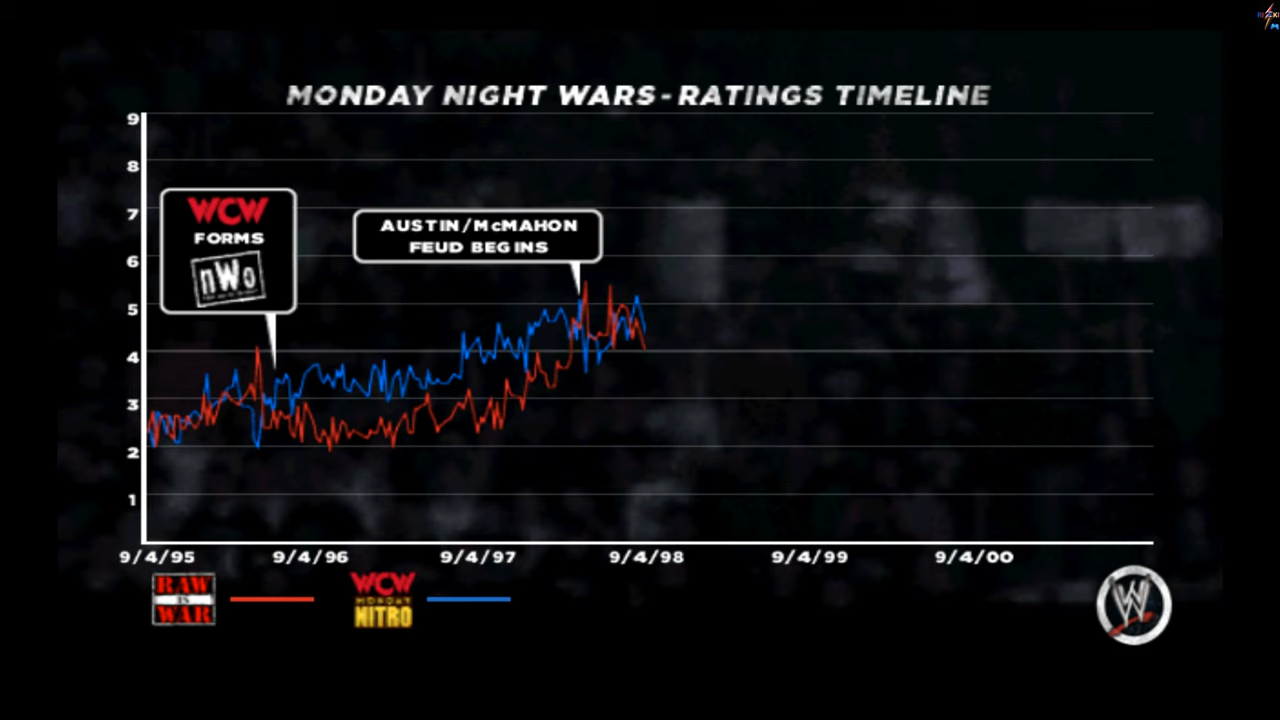 MONDAY NIGHT WARS - RATINGS TIMELINE
9
8
7
6
5
4
3
2
1
WCW
FORMS
nWo
AUSTIN/McMAHON
FEUD BEGINS
9/4/95
9/4/96
9/4/97
9/4/98
9/4/99
9/4/00
RAW
IS
WAR
WCW
MONDAY
NITRO
W